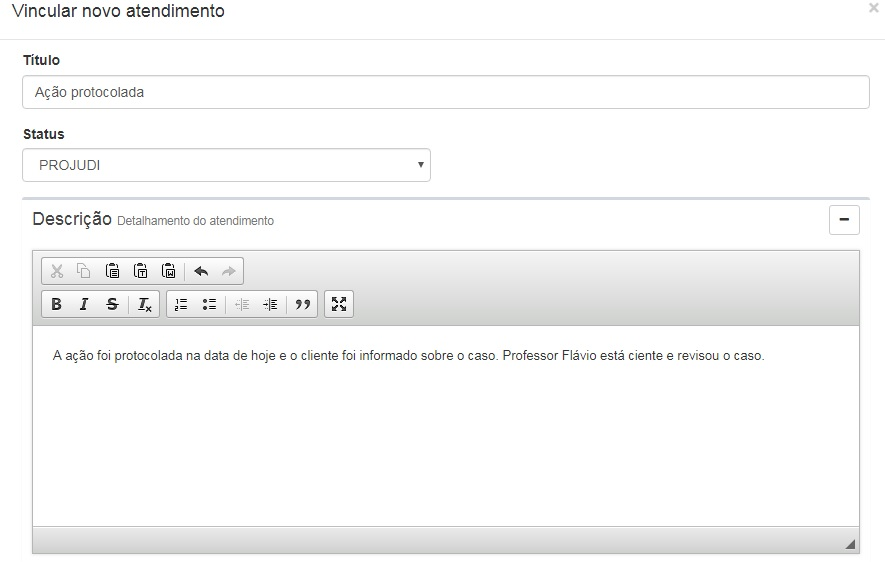 Vincular novo atendimento
×
Título
Ação protocolada
Status
PROJUDI
Descrição Detalhamento do atendimento
B I S Ix
A ação foi protocolada na data de hoje e o cliente foi informado sobre o caso. Professor Flávio está ciente e revisou o caso.